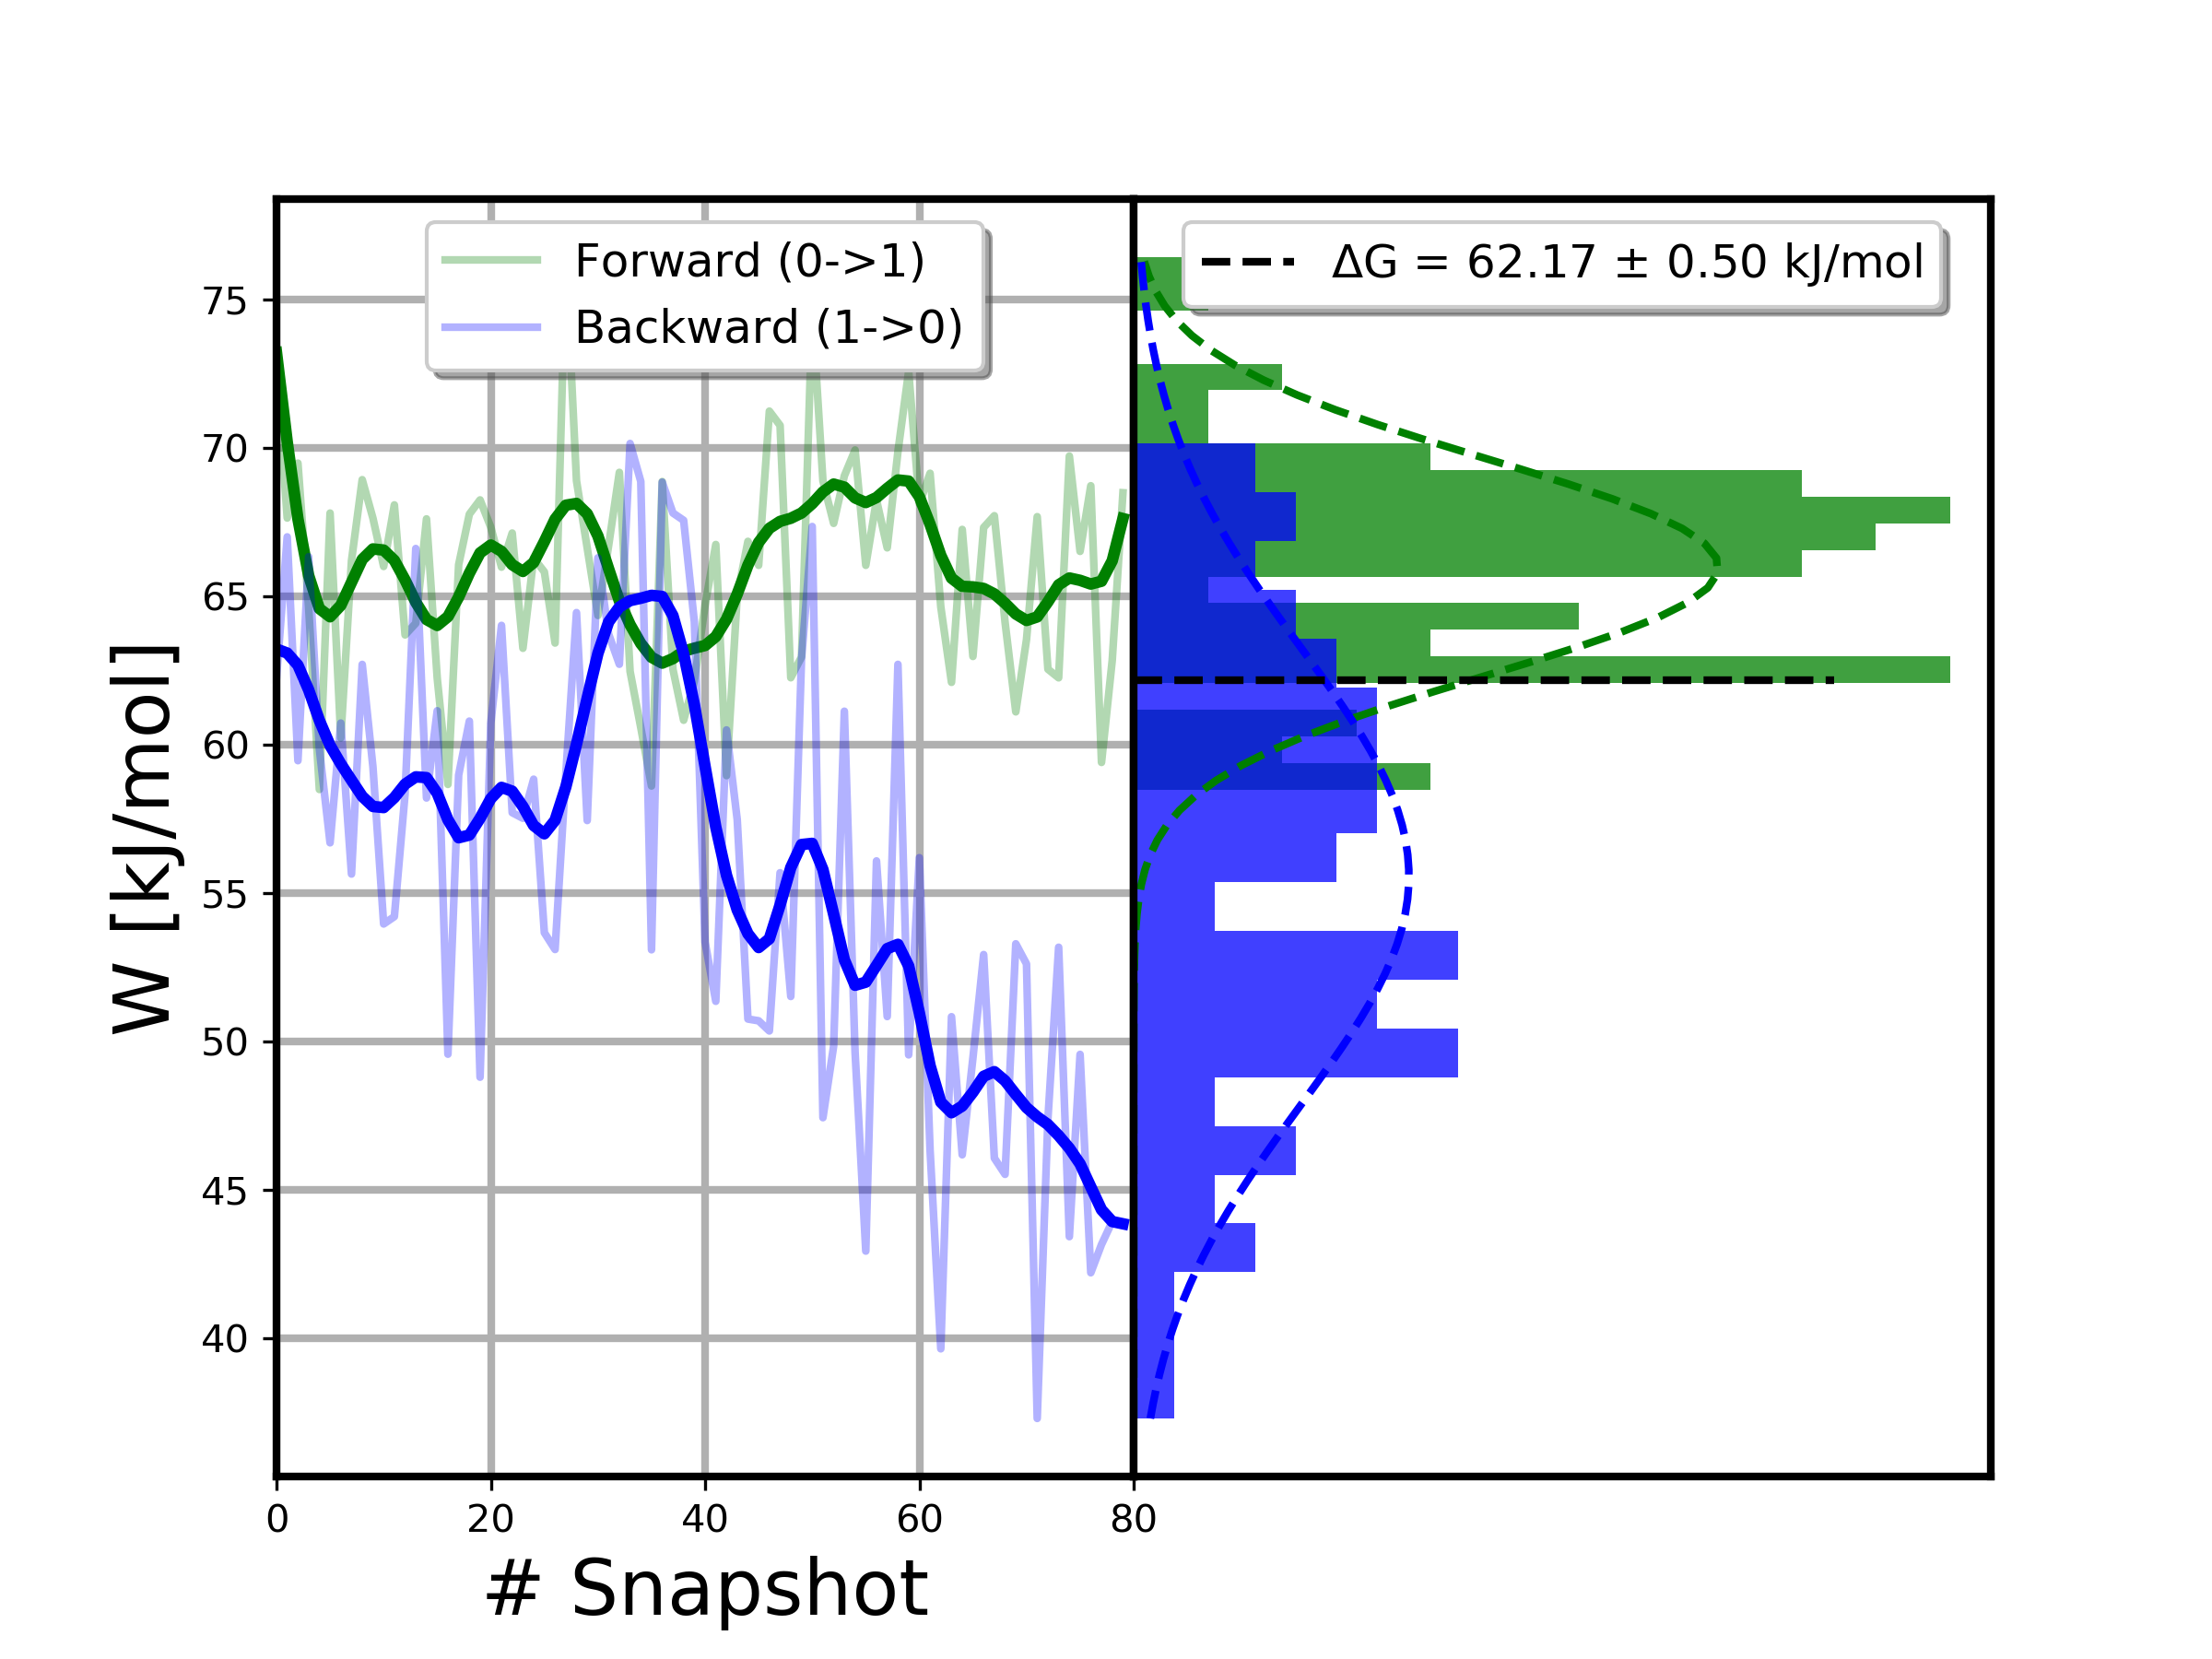 Forward (0->1)
Backward (1->0)
ΔG = 62.17 ± 0.50 kJ/mol
75
70
65
60
55
50
45
40
W [kJ/mol]
0 20 40 60 80
# Snapshot